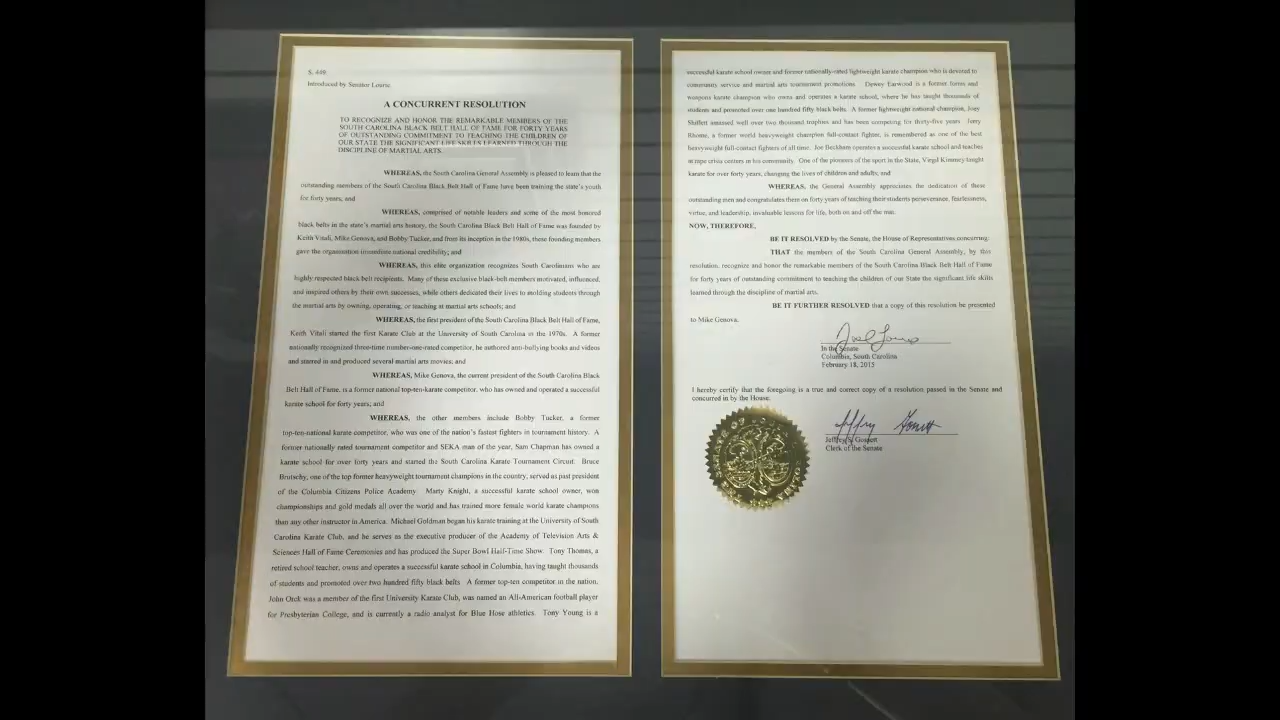 S. 449
Introduced by Senator Lourie
A CONCURRENT RESOLUTION
TO RECOGNIZE AND HONOR THE REMARKABLE MEMBERS OF THE
SOUTH CAROLINA BLACK BELT HALL OF FAME FOR FORTY YEARS
OF OUTSTANDING COMMITMENT TO TEACHING THE CHILDREN OF
OUR STATE THE SIGNIFICANT LIFE SKILLS LEARNED THROUGH THE
DISCIPLINE OF MARTIAL ARTS.
WHEREAS, the South Carolina General Assembly is pleased to learn that the
outstanding members of the South Carolina Black Belt Hall of Fame have been training the state's youth
for forty years; and
WHEREAS, comprised of notable leaders and some of the most honored
black belts in the state's martial arts history, the South Carolina Black Belt Hall of Fame was founded by
Keith Vitali, Mike Genova, and Bobby Tucker, and from its inception in the 1980s, these founding members
gave the organization immediate national credibility; and
WHEREAS, this elite organization recognizes South Carolinians who are
highly respected black belt recipients. Many of these exclusive black-belt members motivated, influenced,
and inspired others by their own successes, while others dedicated their lives to molding students through
the martial arts by owning, operating, or teaching at martial arts schools; and
WHEREAS, the first president of the South Carolina Black Belt Hall of Fame,
Keith Vitali started the first Karate Club at the University of South Carolina in the 1970s. A former
nationally recognized three-time number-one-rated competitor, he authored anti-bullying books and videos
and starred in and produced several martial arts movies; and
WHEREAS, Mike Genova, the current president of the South Carolina Black
Belt Hall of Fame, is a former national top-ten-karate competitor, who has owned and operated a successful
karate school for forty years; and
WHEREAS, the other members include Bobby Tucker, a former
top-ten-national karate competitor, who was one of the nation's fastest fighters in tournament history. A
former nationally rated tournament competitor and SEKA man of the year, Sam Chapman has owned a
karate school for over forty years and started the South Carolina Karate Tournament Circuit. Bruce
Brutschy, one of the top former heavyweight tournament champions in the country, served as past president
of the Columbia Citizens Police Academy. Marty Knight, a successful karate school owner, won
championships and gold medals all over the world and has trained more female world karate champions
than any other instructor in America. Michael Goldman began his karate training at the University of South
Carolina Karate Club, and he serves as the executive producer of the Academy of Television Arts &
Sciences Hall of Fame Ceremonies and has produced the Super Bowl Half-Time Show. Tony Thomas, a
retired school teacher, owns and operates a successful karate school in Columbia, having taught thousands
of students and promoted over two hundred fifty black belts. A former top-ten competitor in the nation,
John Orck was a member of the first University Karate Club, was named an All-American football player
for Presbyterian College, and is currently a radio analyst for Blue Hose athletics. Tony Young is a
successful karate school owner and former nationally-rated lightweight karate champion who is devoted to
community service and martial arts tournament promotions. Dewey Earwood is a former forms and
weapons karate champion who owns and operates a karate school, where he has taught thousands of
students and promoted over one hundred fifty black belts. A former lightweight national champion, Joey
Shiflett amassed well over two thousand trophies and has been competing for thirty-five years. Jerry
Rhome, a former world heavyweight champion full-contact fighter, is remembered as one of the best
heavyweight full-contact fighters of all time. Joe Beckham operates a successful karate school and teaches
at rape crisis centers in his community. One of the pioneers of the sport in the State, Virgil Kimmey taught
karate for over forty years, changing the lives of children and adults; and
WHEREAS, the General Assembly appreciates the dedication of these
outstanding men and congratulates them on forty years of teaching their students perseverance, fearlessness,
virtue, and leadership, invaluable lessons for life, both on and off the mat.
NOW, THEREFORE,
BE IT RESOLVED by the Senate, the House of Representatives concurring:
THAT the members of the South Carolina General Assembly, by this
resolution, recognize and honor the remarkable members of the South Carolina Black Belt Hall of Fame
for forty years of outstanding commitment to teaching the children of our State the significant life skills
learned through the discipline of martial arts.
BE IT FURTHER RESOLVED that a copy of this resolution be presented
to Mike Genova.
In the Senate
Columbia, South Carolina
February 18, 2015
I hereby certify that the foregoing is a true and correct copy of a resolution passed in the Senate and
concurred in by the House.
Jeffrey S. Gossett
Clerk of the Senate